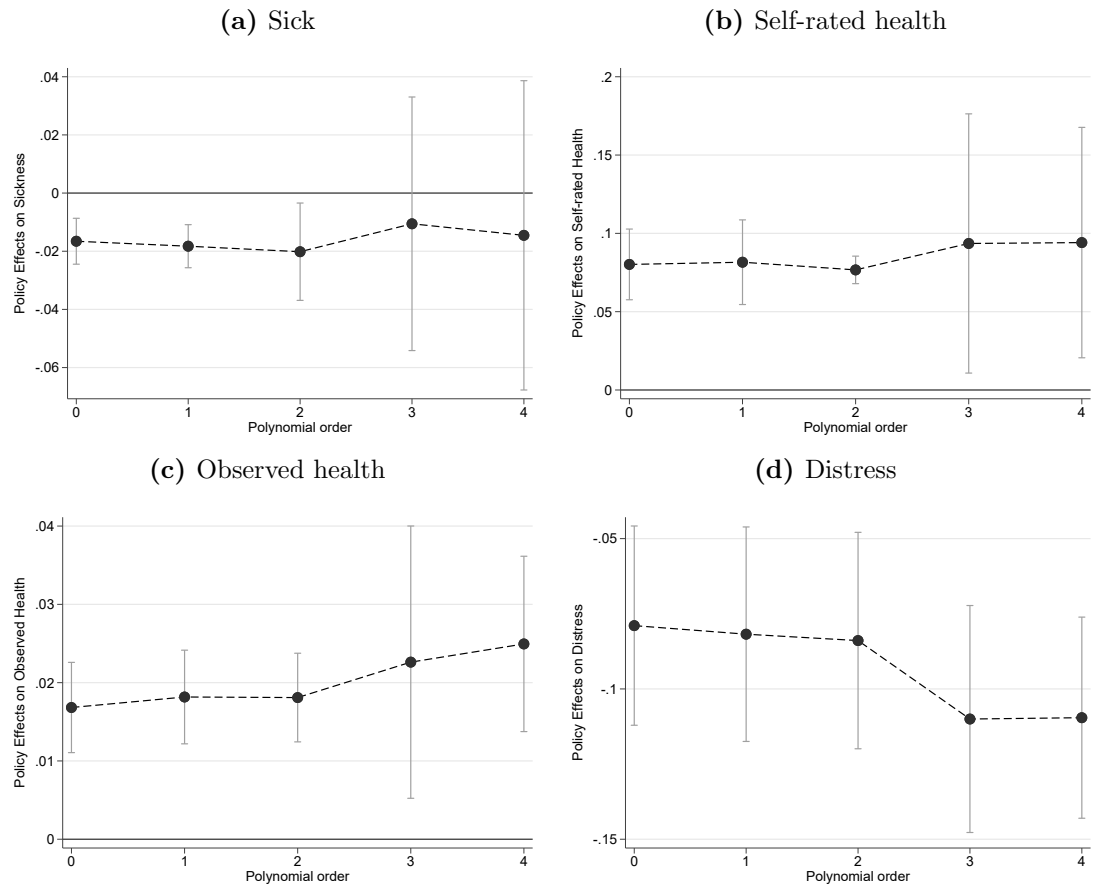 (a) Sick
.04
.02
0
-.02
-.04
-.06
Policy Effects on Sickness
0 1 2 3 4
Polynomial order
(b) Self-rated health
.2
.15
.1
.05
0
Policy Effects on Self-rated Health
0 1 2 3 4
Polynomial order
(c) Observed health
.04
.03
.02
.01
0
Policy Effects on Observed Health
0 1 2 3 4
Polynomial order
(d) Distress
-.05
-.1
-.15
Policy Effects on Distress
0 1 2 3 4
Polynomial order